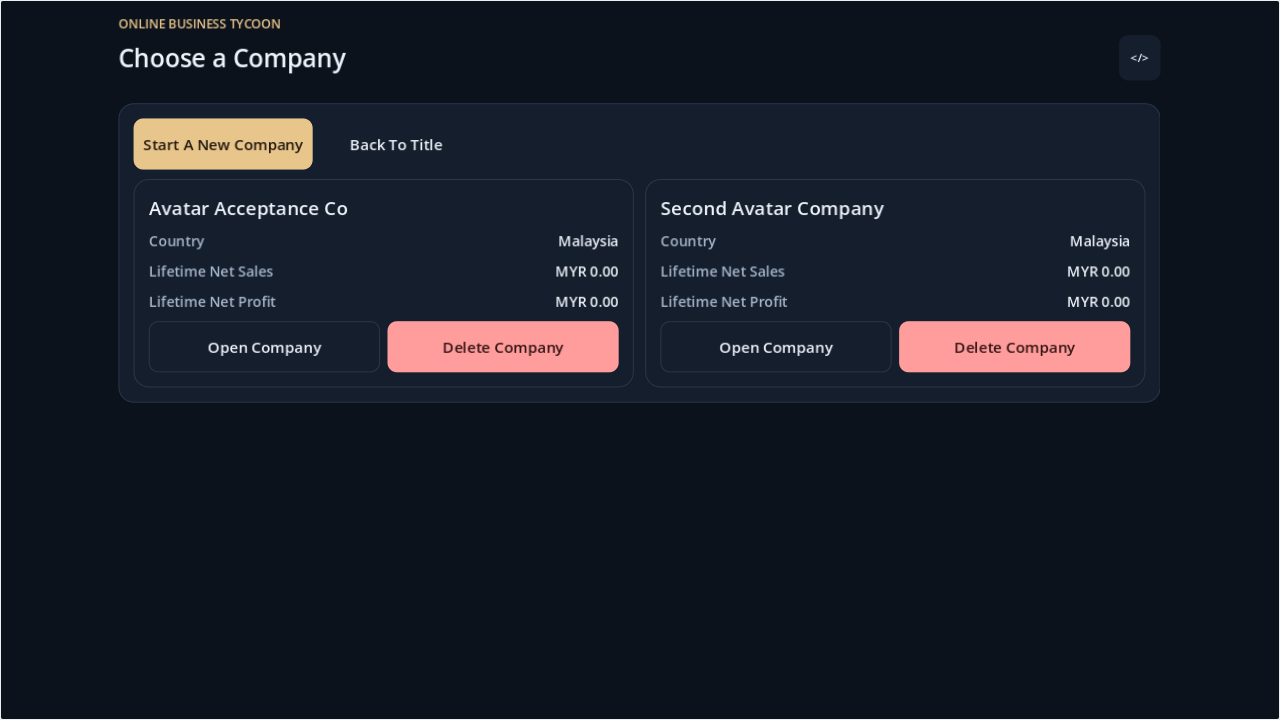 ONLINE BUSINESS TYCOON
Choose a Company
</>
Start A New Company
Back To Title
Avatar Acceptance Co
Country
Malaysia
Lifetime Net Sales
MYR 0.00
Lifetime Net Profit
MYR 0.00
Open Company
Delete Company
Second Avatar Company
Country
Malaysia
Lifetime Net Sales
MYR 0.00
Lifetime Net Profit
MYR 0.00
Open Company
Delete Company